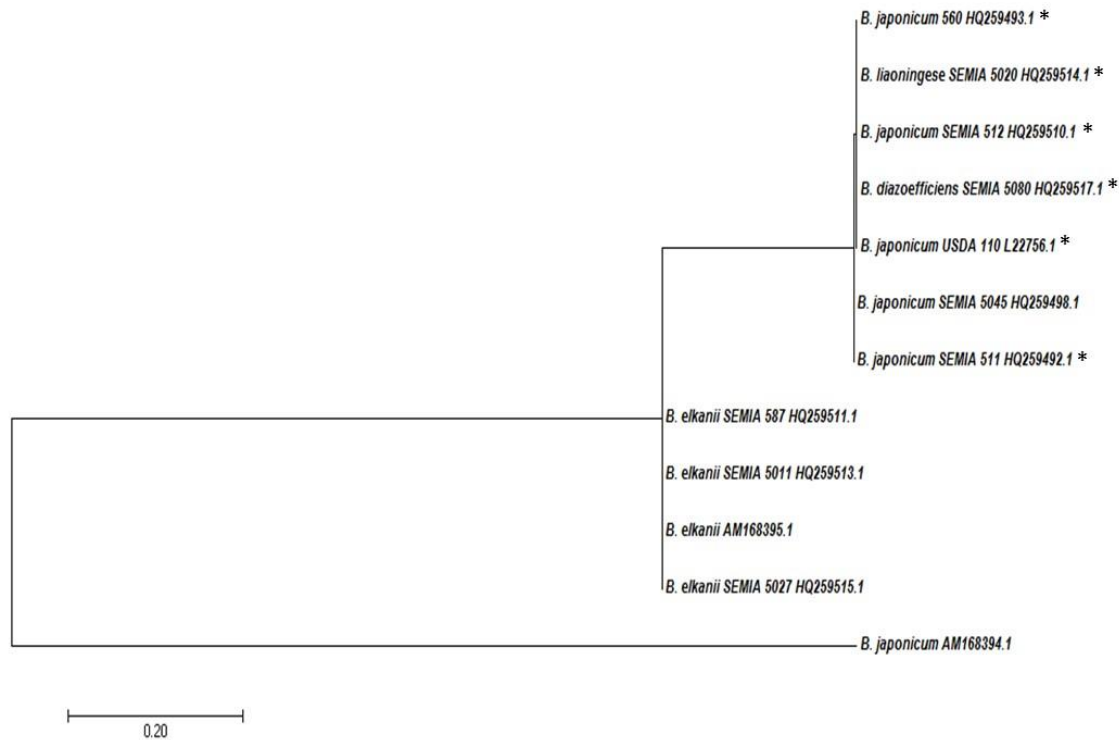 B. japonicum 560 HQ259493.1 *
B. liaoningese SEMIA 5020 HQ259514.1 *
B. japonicum SEMIA 512 HQ259510.1 *
B. diazoefficiens SEMIA 5080 HQ259517.1 *
B. japonicum USDA 110 L22756.1 *
B. japonicum SEMIA 5045 HQ259498.1
B. japonicum SEMIA 511 HQ259492.1 *
B. elkanii SEMIA 587 HQ259511.1
B. elkanii SEMIA 5011 HQ259513.1
B. elkanii AM168395.1
B. elkanii SEMIA 5027 HQ259515.1
B. japonicum AM168394.1
0.20